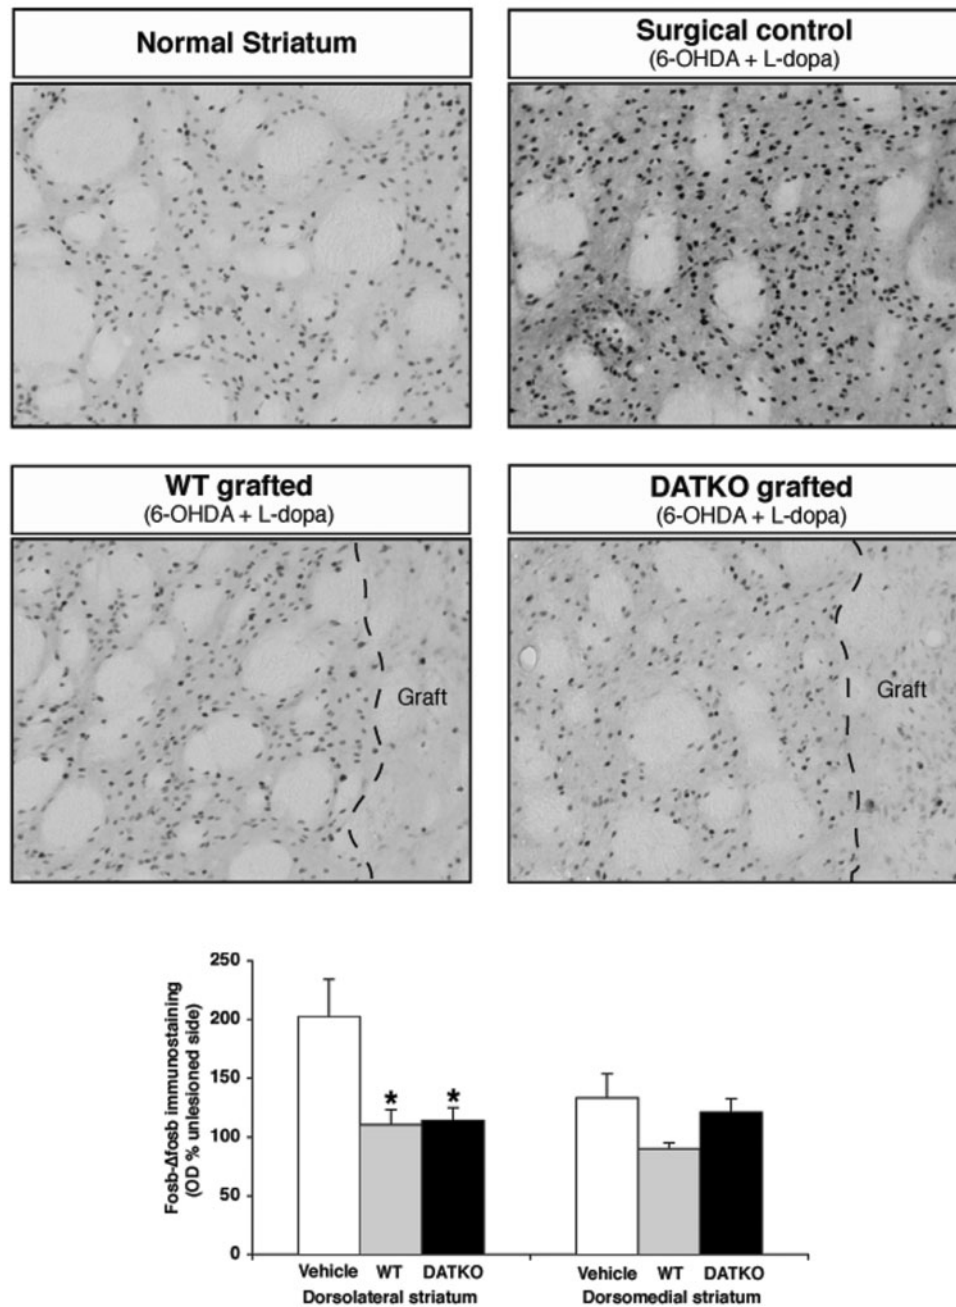 Normal Striatum
Surgical control
(6-OHDA + L-dopa)
WT grafted
(6-OHDA + L-dopa)
DATKO grafted
(6-OHDA + L-dopa)
Graft
Graft
Fosb-Δfosb immunostaining
(OD % unlesioned side)
250
200
150
100
50
0
*
*
Vehicle WT DATKO
Vehicle WT DATKO
Dorsolateral striatum
Dorsomedial striatum